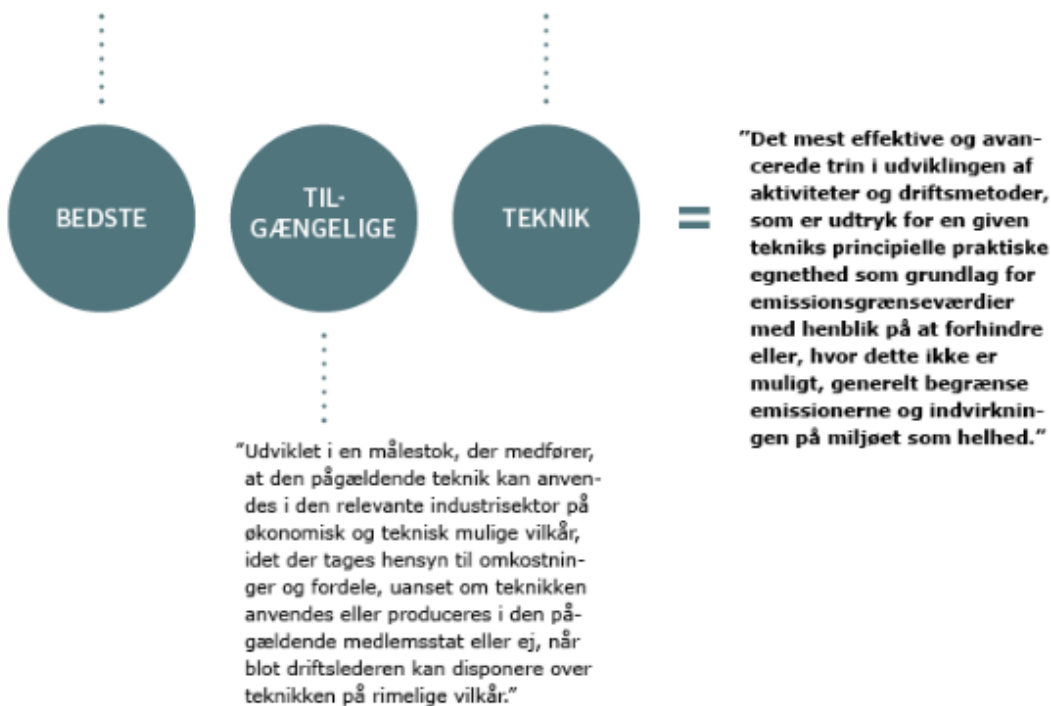 BEDSTE
TIL-
GÆNGELIGE
TEKNIK
=
"Det mest effektive og avan-
cerede trin i udviklingen af
aktiviteter og driftsmetoder,
som er udtryk for en given
tekniks principielle praktiske
egnethed som grundlag for
emissionsgrænseværdier
med henblik på at forhindre
eller, hvor dette ikke er
muligt, generelt begrænse
emissionerne og indvirknin-
gen på miljøet som helhed."
"Udviklet i en målestok, der medfører,
at den pågældende teknik kan anven-
des i den relevante industrisektor på
økonomisk og teknisk mulige vilkår,
idet der tages hensyn til omkostnin-
ger og fordele, uanset om teknikken
anvendes eller produceres i den på-
gældende medlemsstat eller ej, når
blot driftslederen kan disponere over
teknikken på rimelige vilkår."